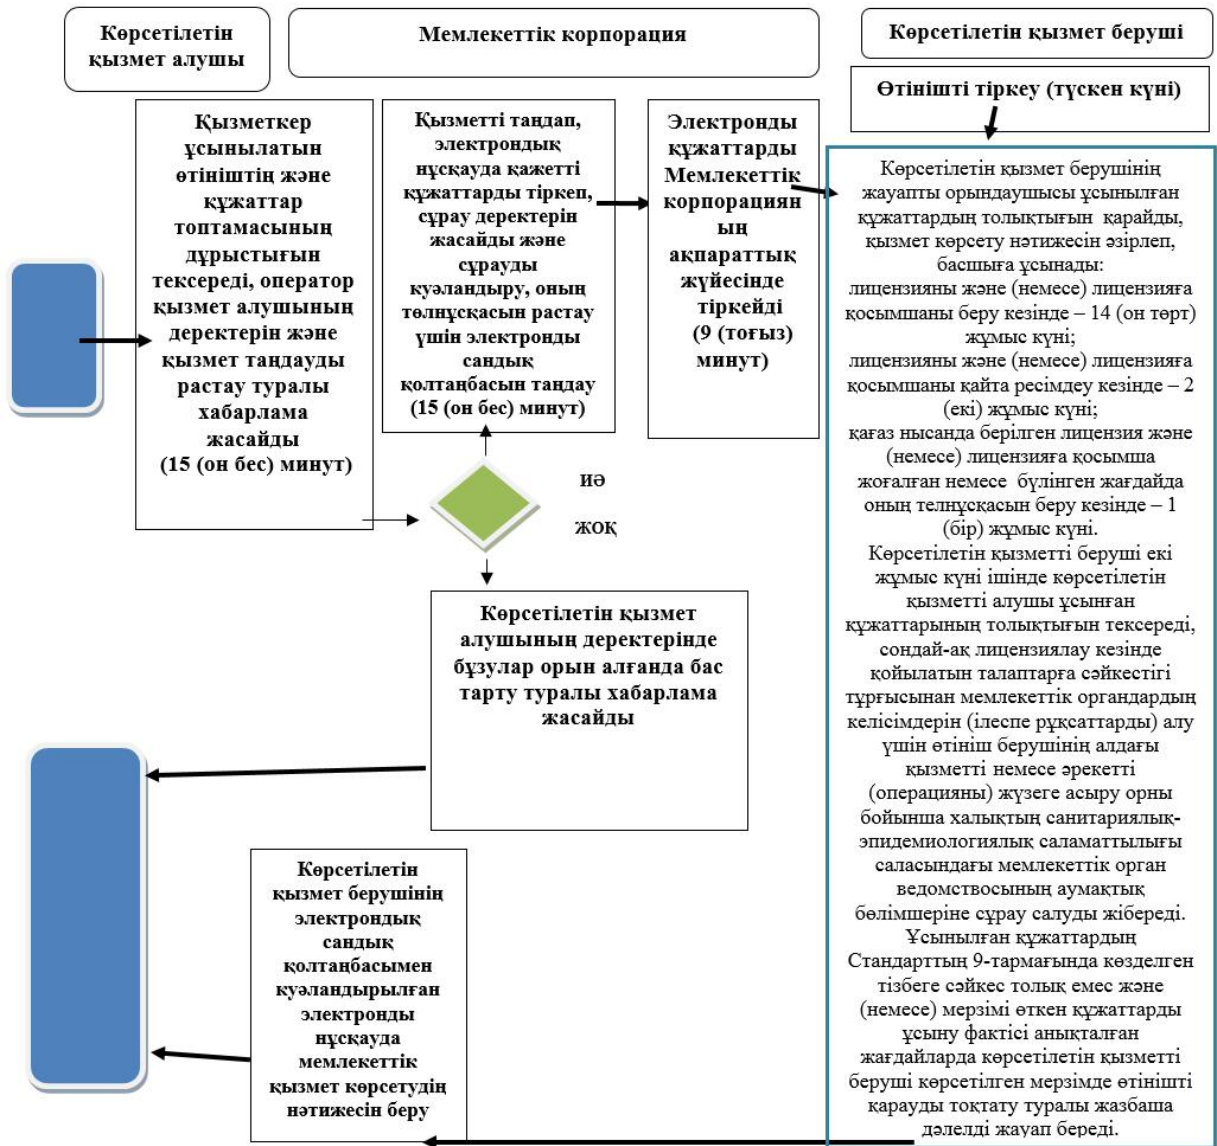 Көрсетілетін
қызмет алушы
Мемлекеттік корпорация
Көрсетілетін қызмет беруші
Өтінішті тіркеу (түскен күні)
Қызметкер
ұсынылатын
өтініштің және
құжаттар
топтамасының
дұрыстығын
тексереді, оператор
қызмет алушының
деректерін және
қызмет таңдауды
растау туралы
хабарлама
жасайды
(15 (он бес) минут)
Қызметті таңдап,
электрондық
нұсқауда қажетті
құжаттарды тіркеп,
сұрау деректерін
жасайды және
сұрауды
куәландыру, оның
төлнұсқасын растау
үшін электронды
сандық
қолтаңбасын таңдау
(15 (он бес) минут)
Электронды
құжаттарды
Мемлекеттік
корпорациян
ың
ақпараттық
жүйесінде
тіркейді
(9 (тоғыз)
минут)
Көрсетілетін қызмет берушінің
жауапты орындаушысы ұсынылған
құжаттардың толықтығын қарайды,
қызмет көрсету нәтижесін әзірлеп,
басшыға ұсынады:
лицензияны және (немесе) лицензияға
қосымшаны беру кезінде – 14 (он төрт)
жұмыс күні;
лицензияны және (немесе) лицензияға
қосымшаны қайта ресімдеу кезінде – 2
(екі) жұмыс күні;
қағаз нысанда берілген лицензия және
(немесе) лицензияға қосымша
жоғалған немесе бүлінген жағдайда
оның телнұсқасын беру кезінде – 1
(бір) жұмыс күні.
Көрсетілетін қызметті беруші екі
жұмыс күні ішінде көрсетілетін
қызметті алушы ұсынған
құжаттарының толықтығын тексереді,
сондай-ақ лицензиялау кезінде
қойылатын талаптарға сәйкестігі
тұрғысынан мемлекеттік органдардың
келісімдерін (ілеспе рұқсаттарды) алу
үшін өтініш берушінің алдағы
қызметті немесе әрекетті
(операцияны) жүзеге асыру орны
бойынша халықтың санитариялық-
эпидемиологиялық саламаттылығы
саласындағы мемлекеттік орган
ведомствосының аумақтық
бөлімшеріне сұрау салуды жібереді.
Ұсынылған құжаттардың
Стандарттың 9-тармағында көзделген
тізбеге сәйкес толық емес және
(немесе) мерзімі өткен құжаттарды
ұсыну фактісі анықталған
жағдайларда көрсетілетін қызметті
беруші көрсетілген мерзімде өтінішті
қарауды тоқтату туралы жазбаша
дәлелді жауап береді.
иә
жоқ
Көрсетілетін қызмет
алушының деректерінде
бұзулар орын алғанда бас
тарту туралы хабарлама
жасайды
Көрсетілетін
қызмет берушінің
электрондық
сандық
қолтаңбасымен
куәландырылған
электронды
нұсқауда
мемлекеттік
қызмет көрсетудің
нәтижесін беру